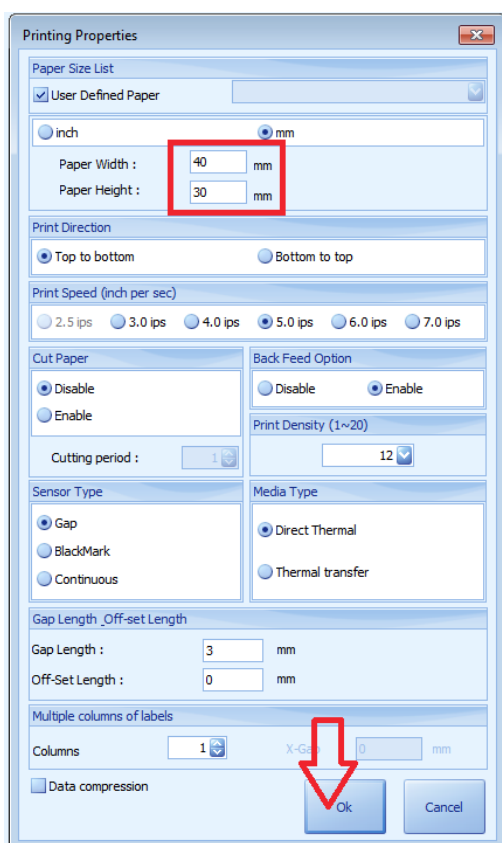 Printing Properties
Paper Size List
User Defined Paper
inch mm
Paper Width : 40 mm
Paper Height : 30 mm
Print Direction
Top to bottom Bottom to top
Print Speed (inch per sec)
2.5 ips 3.0 ips 4.0 ips 5.0 ips 6.0 ips 7.0 ips
Cut Paper Back Feed Option
Disable Disable Enable
Enable
Print Density (1~20)
Cutting period : 1 12
Sensor Type Media Type
Gap
Direct Thermal
BlackMark
Thermal transfer
Continuous
Gap Length _Off-set Length
Gap Length : 3 mm
Off-Set Length : 0 mm
Multiple columns of labels
Columns 1 X-Gap 0 mm
Data compression
Ok Cancel